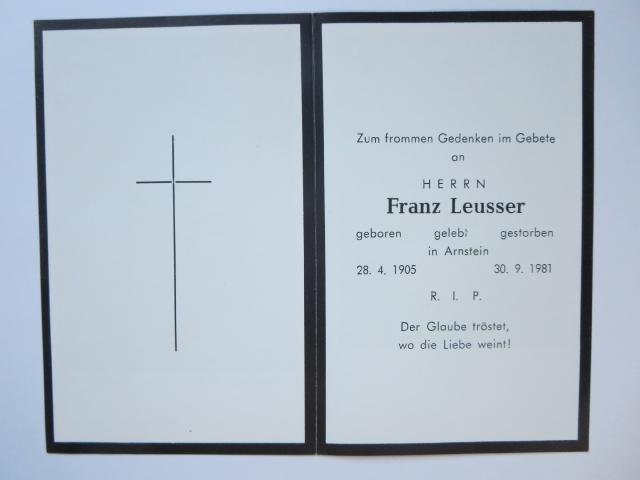 Zum frommen Gedenken im Gebete
an
HERRN
Franz Leusser
geboren gelebt gestorben
in Arnstein
28. 4. 1905 30. 9. 1981
R. I. P.
Der Glaube tröstet,
wo die Liebe weint!